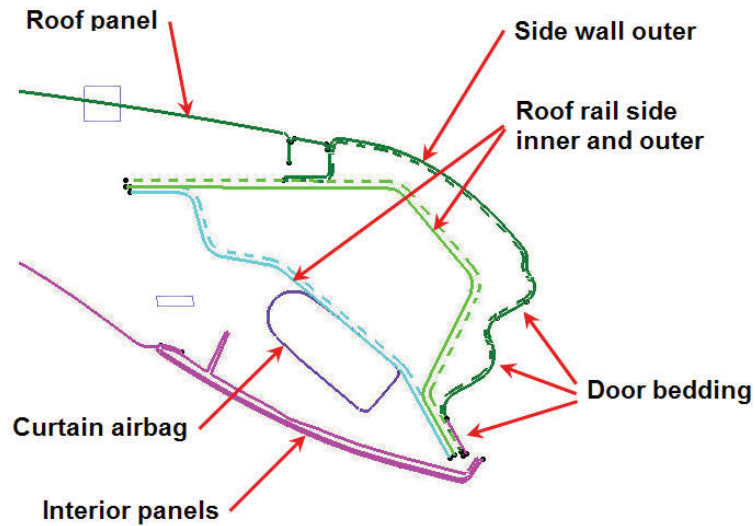 Roof panel
Side wall outer
Roof rail side
inner and outer
Door bedding
Curtain airbag
Interior panels